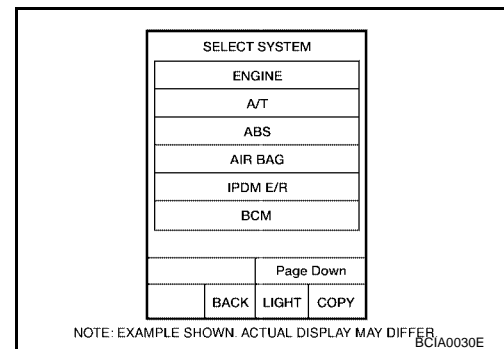 SELECT SYSTEM
ENGINE
A/T
ABS
AIR BAG
IPDM E/R
BCM
Page Down
BACK LIGHT COPY
NOTE: EXAMPLE SHOWN. ACTUAL DISPLAY MAY DIFFER
BCIA0030E